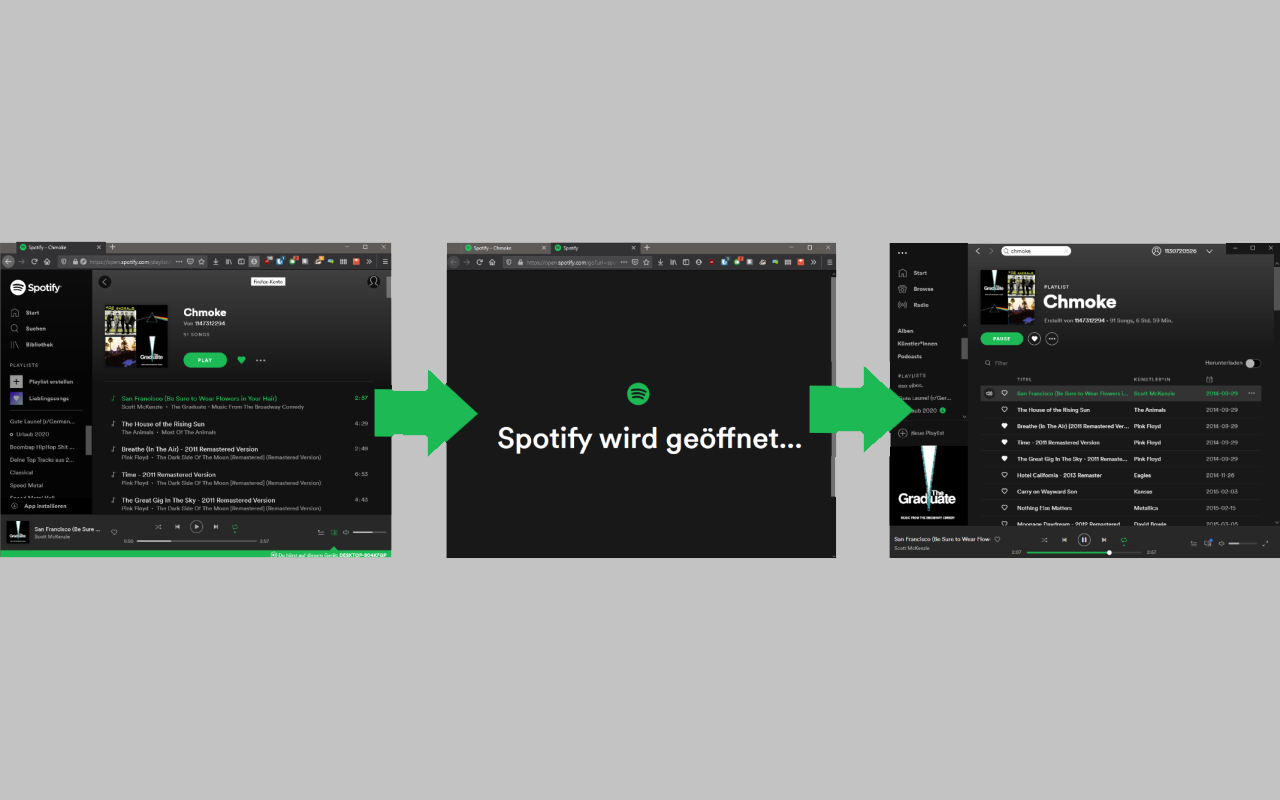 Spotify – Chmoke
https://open.spotify.com/playlist/
Spotify
Firefox-Konto
Start
Suchen
Bibliothek
PLAYLISTS
Playlist erstellen
Lieblingssongs
Gute Laune! (r/German...
Urlaub 2020
Boombap HipHop Shit ...
Deine Top Tracks aus 2...
Classical
Speed Metal
Speed Metal
App installieren
Chmoke
Von 1147312294
91 SONGS
PLAY
San Francisco (Be Sure to Wear Flowers in Your Hair) 2:57
Scott McKenzie • The Graduate - Music From The Broadway Comedy
The House of the Rising Sun 4:29
The Animals • Most Of The Animals
Breathe (In The Air) - 2011 Remastered Version 2:49
Pink Floyd • The Dark Side Of The Moon [Remastered] (Remastered Version)
Time - 2011 Remastered Version 6:53
Pink Floyd • The Dark Side Of The Moon [Remastered] (Remastered Version)
The Great Gig In The Sky - 2011 Remastered Version 4:43
Pink Floyd • The Dark Side Of The Moon [Remastered] (Remastered Version)
San Francisco (Be Sure ...
Scott McKenzie
0:00 2:57
Du hörst auf diesem Gerät:
Spotify – Chmoke
Spotify
Spotify wird geöffnet...
chmoke
1130720526
Start
Browse
Radio
Alben
Künstler*innen
Podcasts
PLAYLISTS
Gute Laune! (r/Ger...
Urlaub 2020
Neue Playlist
The Graduate
MUSIC FROM THE BROADWAY COMEDY
PLAYLIST
Chmoke
Erstellt von 1147312294 • 91 Songs, 6 Std. 59 Min.
PAUSE
Filter
Herunterladen
TITEL KÜNSTLER*IN
San Francisco (Be Sure to Wear Flowers i... Scott McKenzie 2014-09-29
The House of the Rising Sun The Animals 2014-09-29
Breathe (In The Air) - 2011 Remastered Ve... Pink Floyd 2014-09-29
Time - 2011 Remastered Version Pink Floyd 2014-09-29
The Great Gig In The Sky - 2011 Remaste... Pink Floyd 2014-09-29
Hotel California - 2013 Remaster Eagles 2014-11-26
Carry on Wayward Son Kansas 2015-02-03
Nothing Else Matters Metallica 2015-02-15
Moonage Daydream - 2012 Remastered David Bowie 2015-03-05
San Francisco (Be Sure to Wear Flow
Scott McKenzie
2:07 2:57